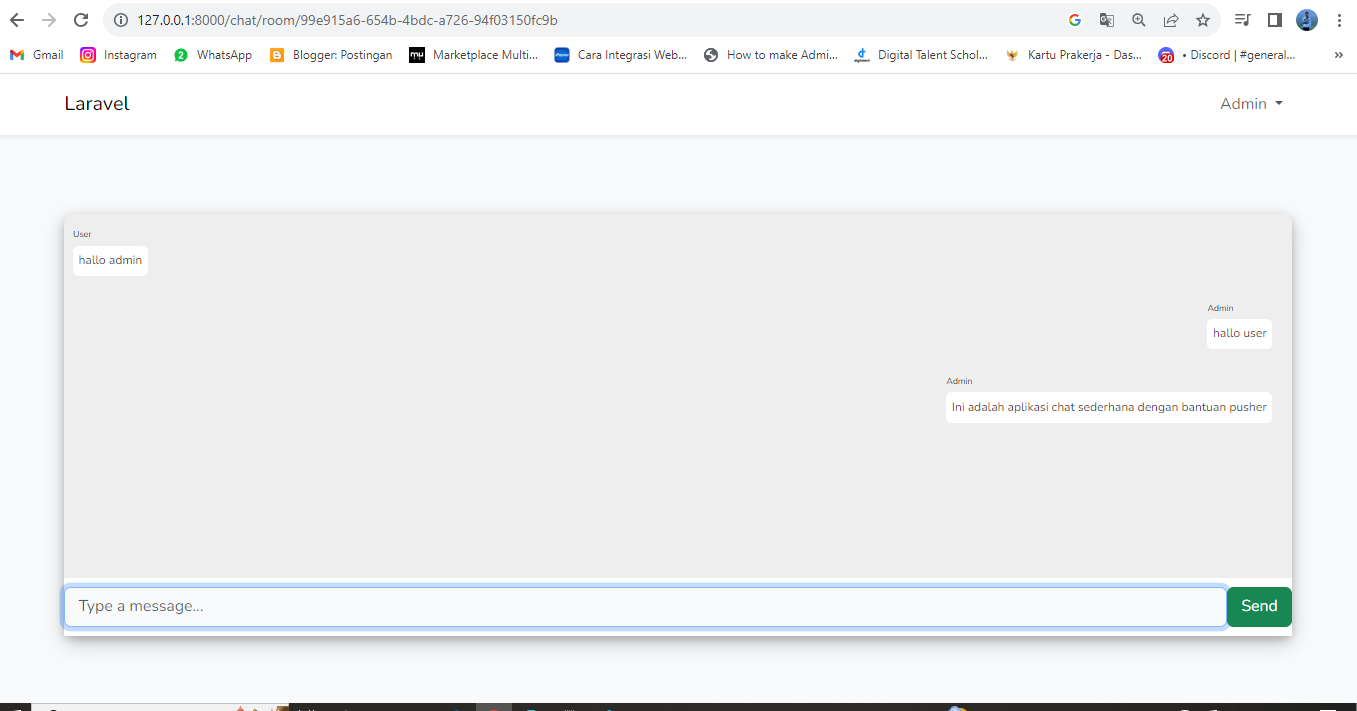 127.0.0.1:8000/chat/room/99e915a6-654b-4bdc-a726-94f03150fc9b
Gmail Instagram 2 WhatsApp Blogger: Postingan Marketplace Multi... Cara Integrasi Web... How to make Admi... Digital Talent Schol... Kartu Prakerja - Das... 20 • Discord | #general... »
Laravel Admin
User
hallo admin
Admin
hallo user
Admin
Ini adalah aplikasi chat sederhana dengan bantuan pusher
Type a message... Send